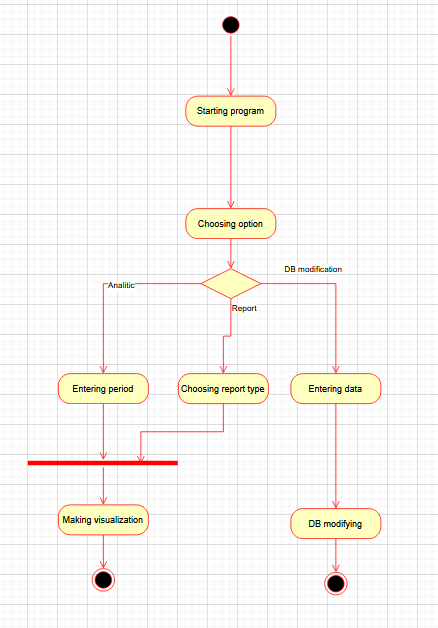 Starting program
Choosing option
DB modification
Analitic
Report
Entering period
Choosing report type
Entering data
Making visualization
DB modifying